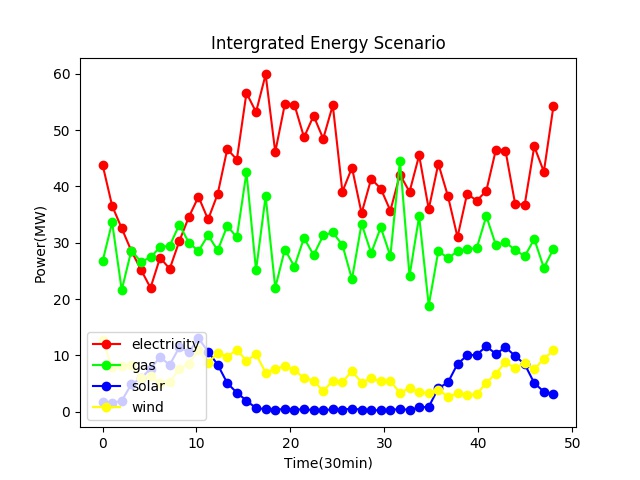 Intergrated Energy Scenario
Power(MW)
60
50
40
30
20
10
0
electricity
gas
solar
wind
0 10 20 30 40 50
Time(30min)